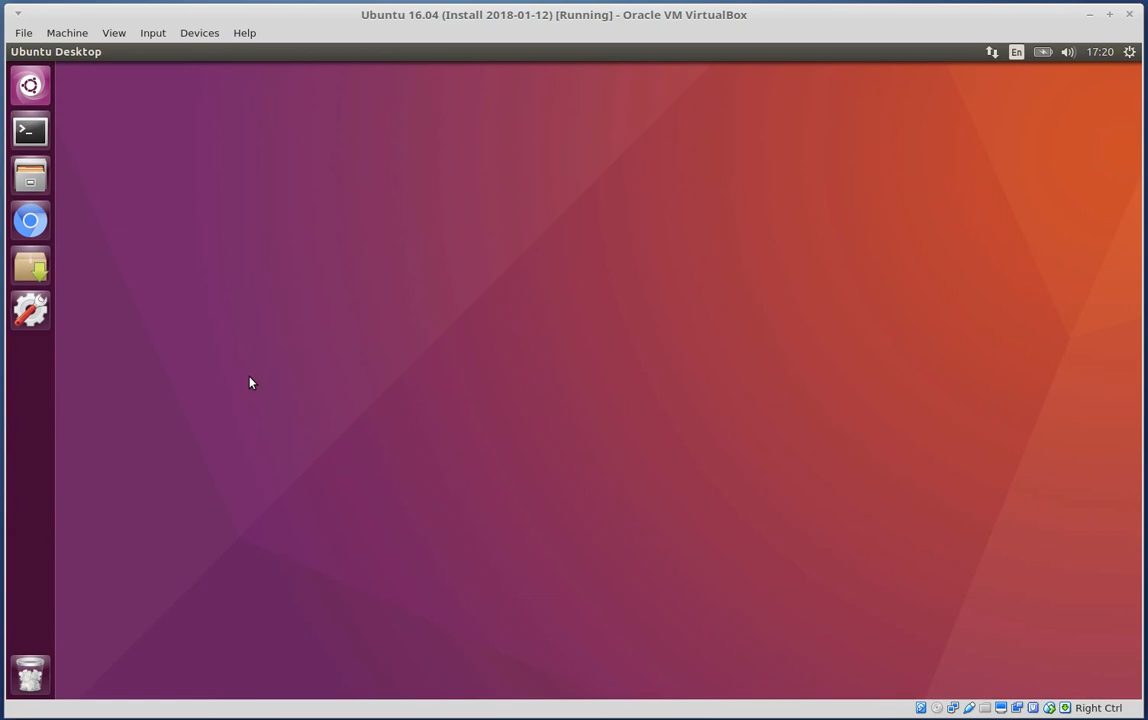 Ubuntu 16.04 (Install 2018-01-12) [Running] - Oracle VM VirtualBox
File Machine View Input Devices Help
Ubuntu Desktop En 17:20
>_
Right Ctrl